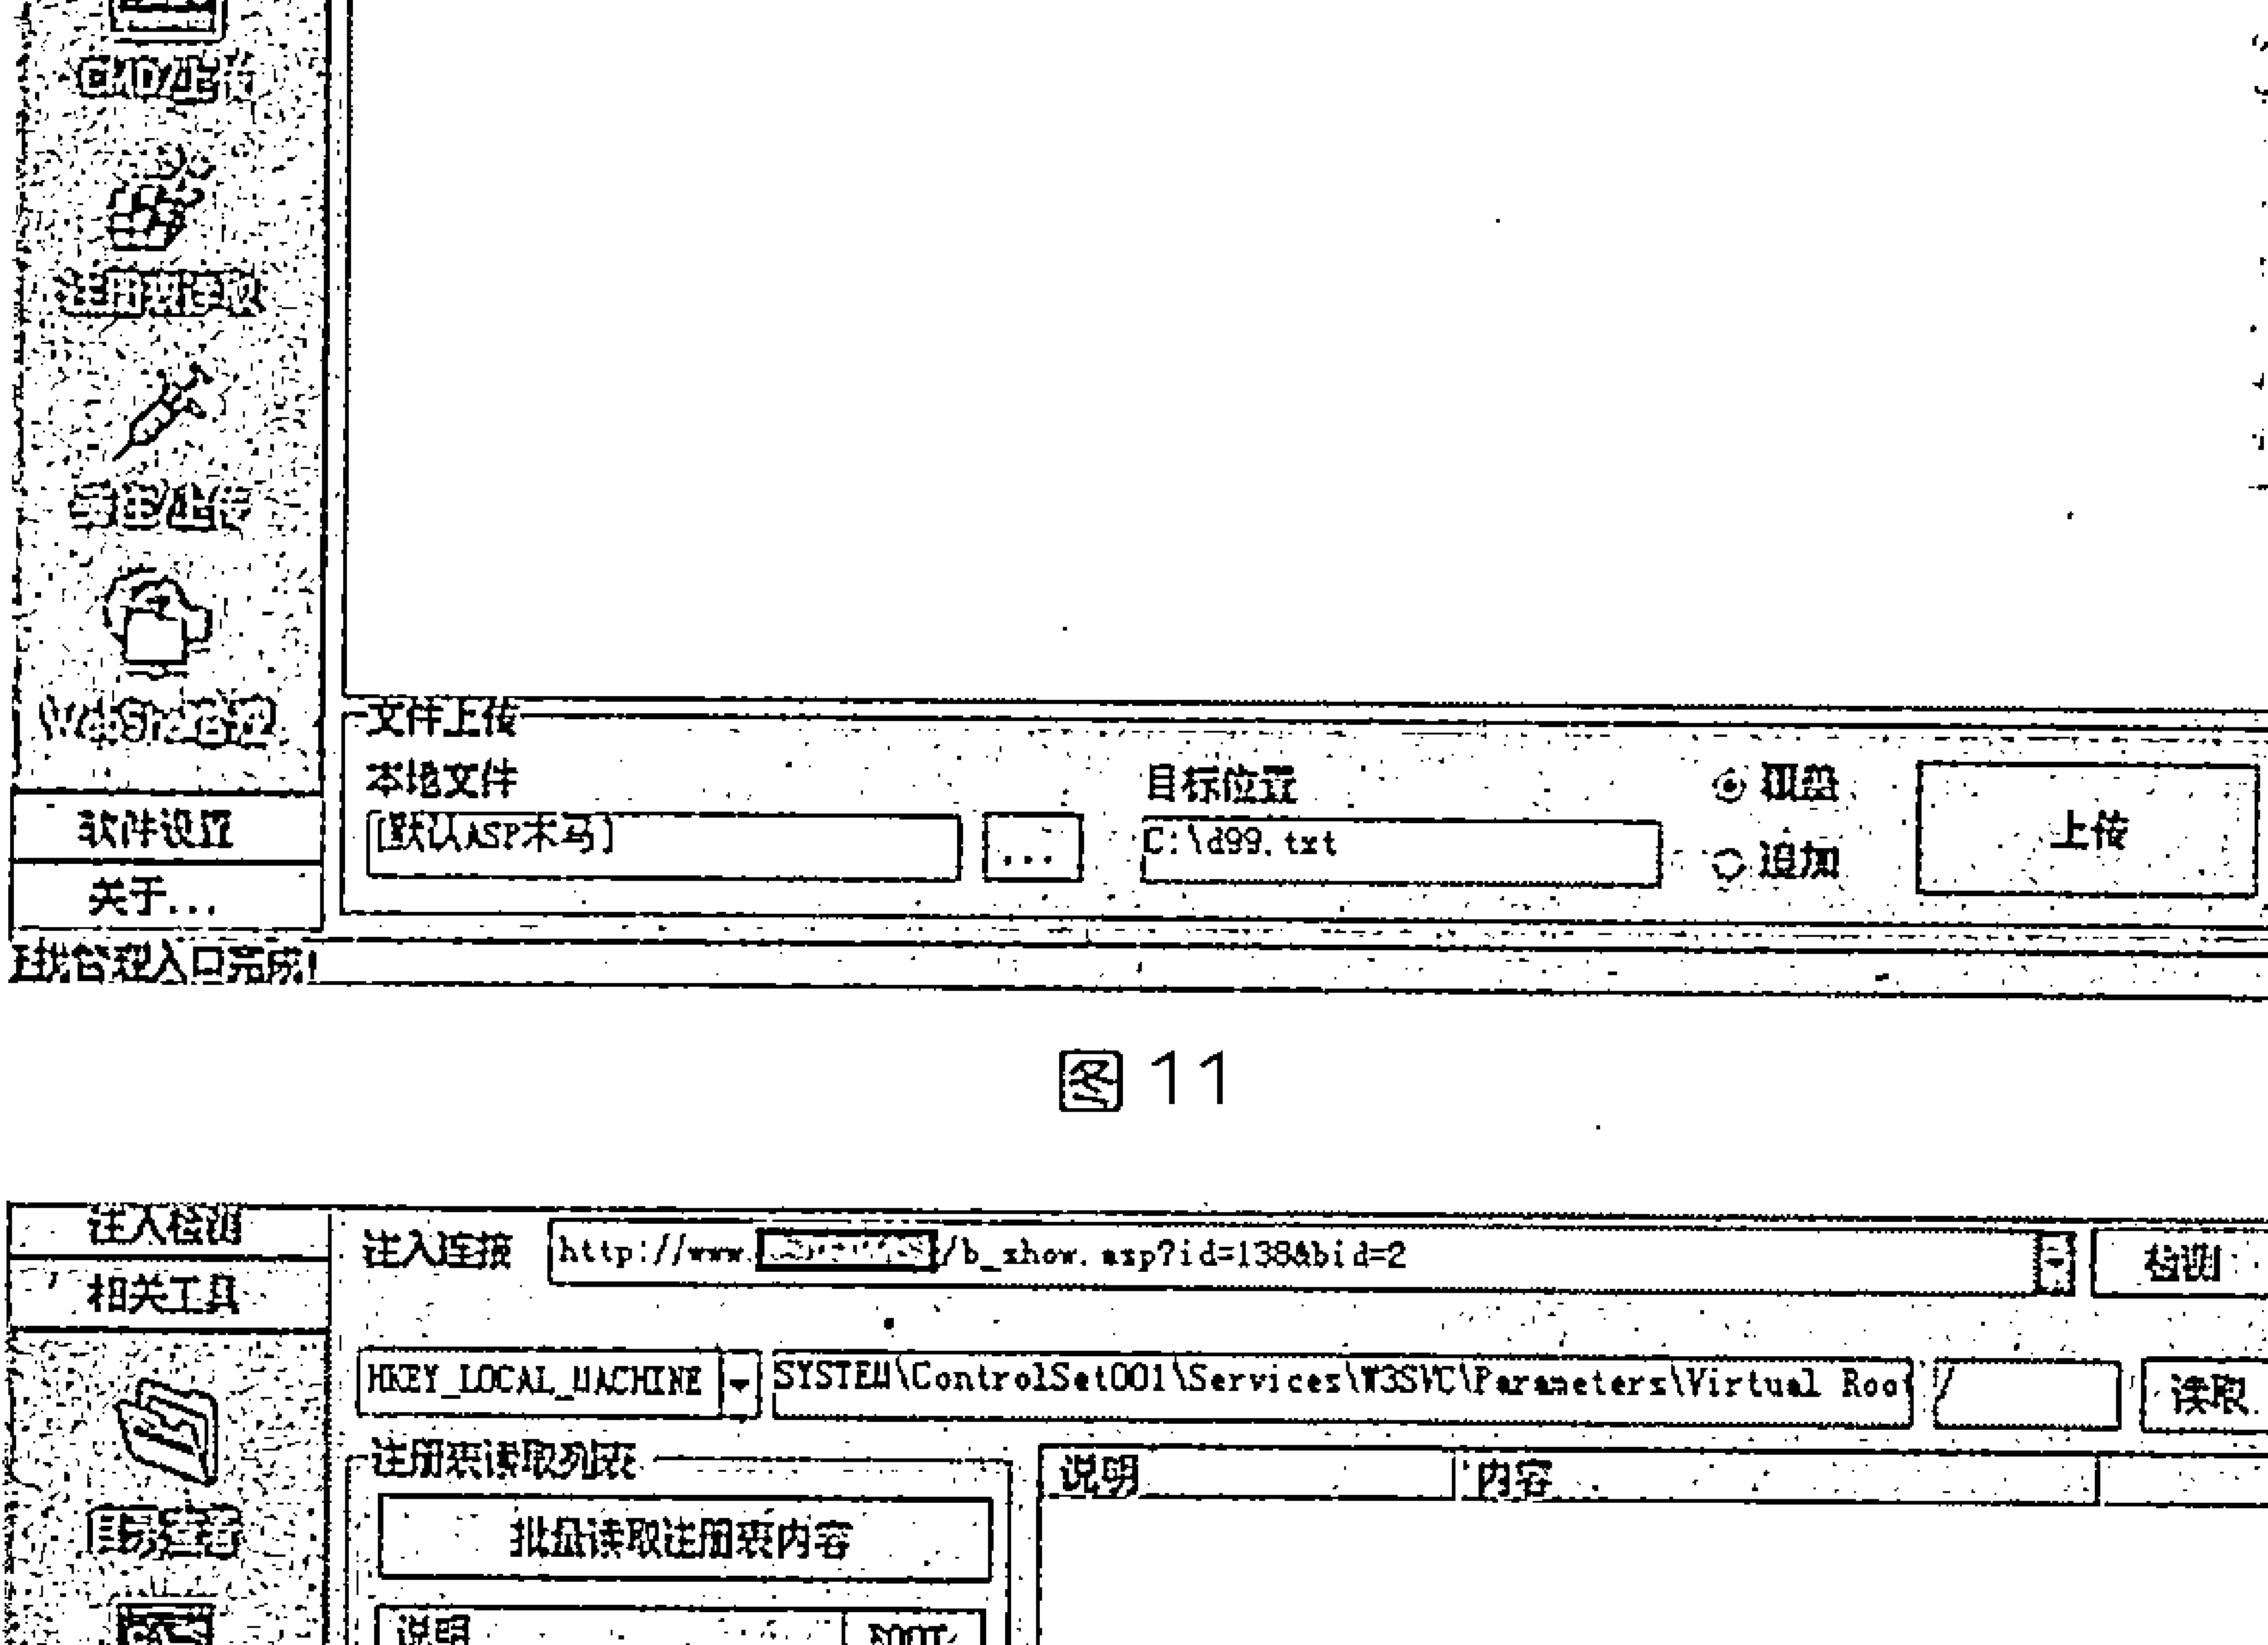 CMD/上传
注册表读取
旁注/上传
WebShell管理
软件设置
关于...
文件上传
本地文件
[默认ASP木马]
...
目标位置
C:\d99.txt
覆盖
追加
上传
找管理入口完成!
图 11
注入检测
相关工具
注入连接
http://www.
/b_show.asp?id=138&bid=2
检测
HKEY_LOCAL_MACHINE
SYSTEM\ControlSet001\Services\W3SVC\Parameters\Virtual Roo
/
读取
注册表读取列表
批量读取注册表内容
说明
ROOT
说明
内容
目录查看